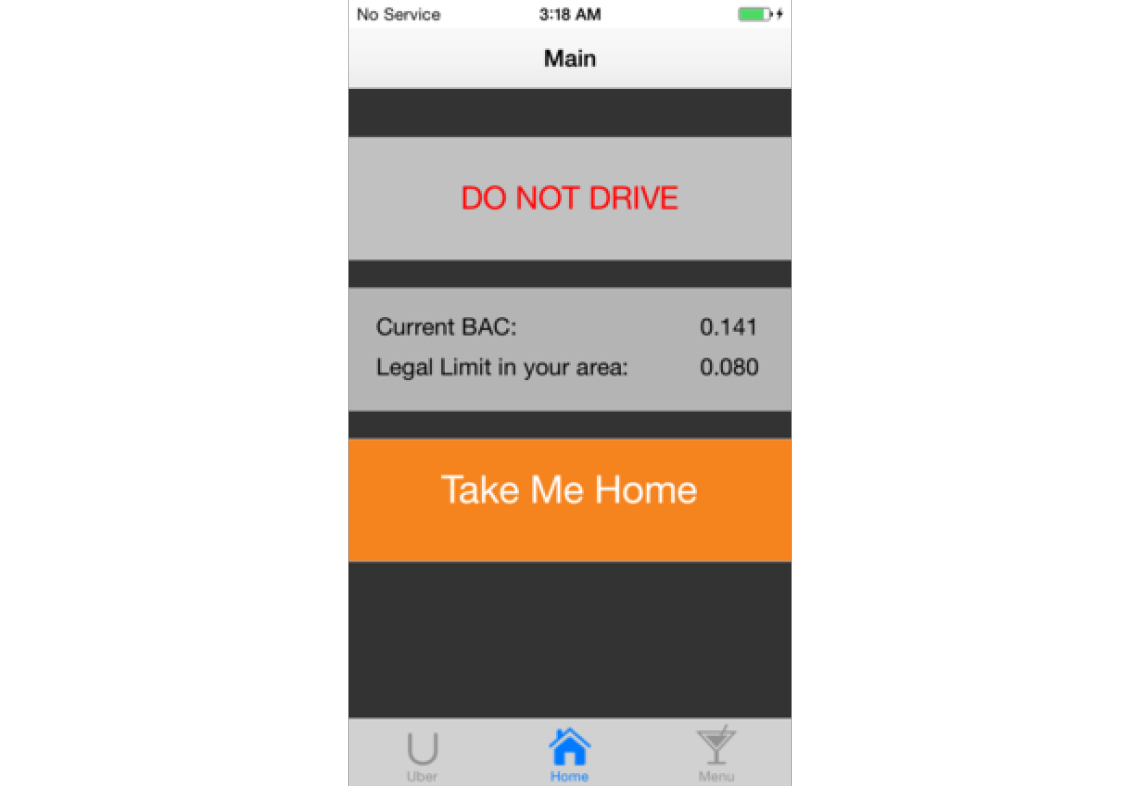 No Service 3:18 AM
Main
DO NOT DRIVE
Current BAC: 0.141
Legal Limit in your area: 0.080
Take Me Home
Uber Home Menu